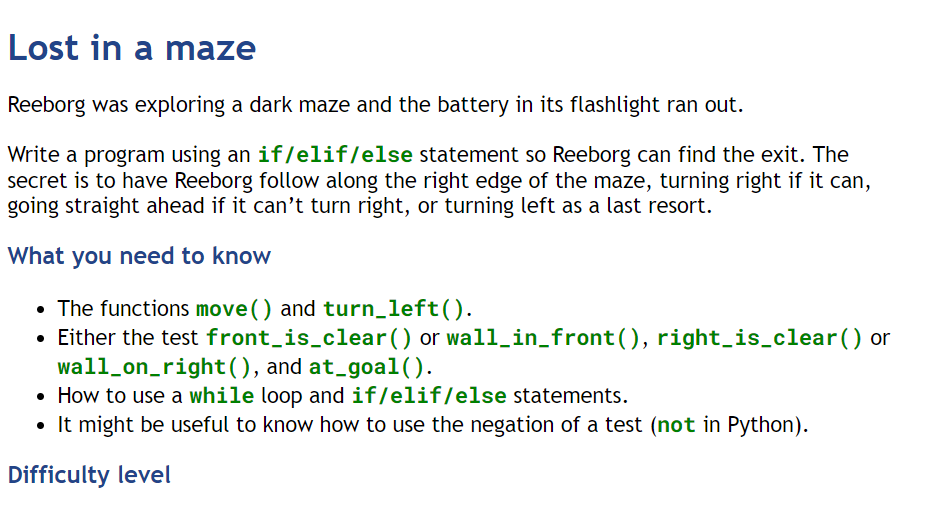 Lost in a maze
Reeborg was exploring a dark maze and the battery in its flashlight ran out.
Write a program using an if/elif/else statement so Reeborg can find the exit. The
secret is to have Reeborg follow along the right edge of the maze, turning right if it can,
going straight ahead if it can’t turn right, or turning left as a last resort.
What you need to know
• The functions move() and turn_left().
• Either the test front_is_clear() or wall_in_front(), right_is_clear() or
wall_on_right(), and at_goal().
• How to use a while loop and if/elif/else statements.
• It might be useful to know how to use the negation of a test (not in Python).
Difficulty level